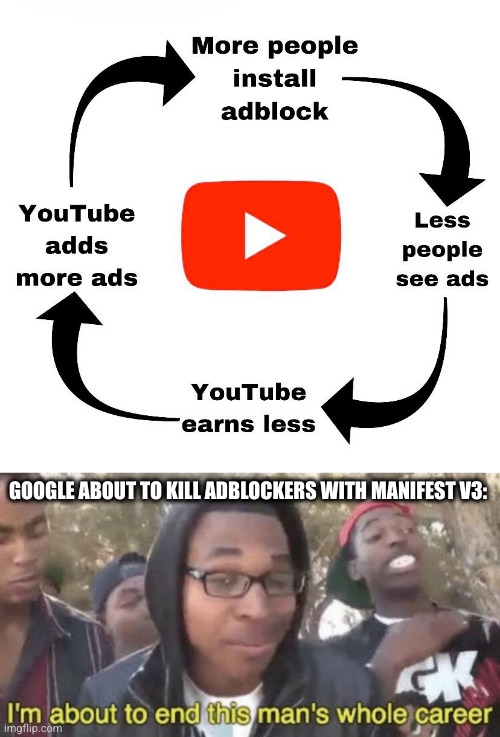 More people
install
adblock
Less
people
see ads
YouTube
earns less
YouTube
adds
more ads
GOOGLE ABOUT TO KILL ADBLOCKERS WITH MANIFEST V3:
GK
I'm about to end this man's whole career
imgflip.com